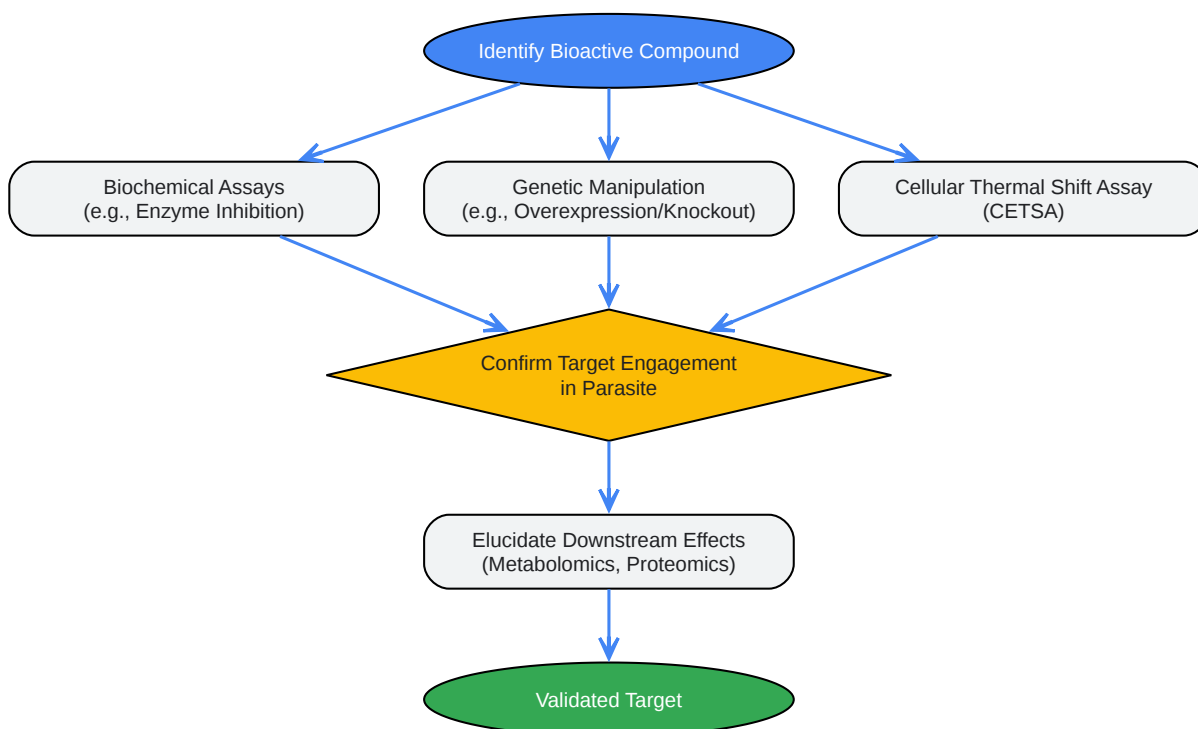 Identify Bioactive Compound
Biochemical Assays
(e.g., Enzyme Inhibition)
Genetic Manipulation
(e.g., Overexpression/Knockout)
Cellular Thermal Shift Assay
(CETSA)
Confirm Target Engagement
in Parasite
Elucidate Downstream Effects
(Metabolomics, Proteomics)
Validated Target